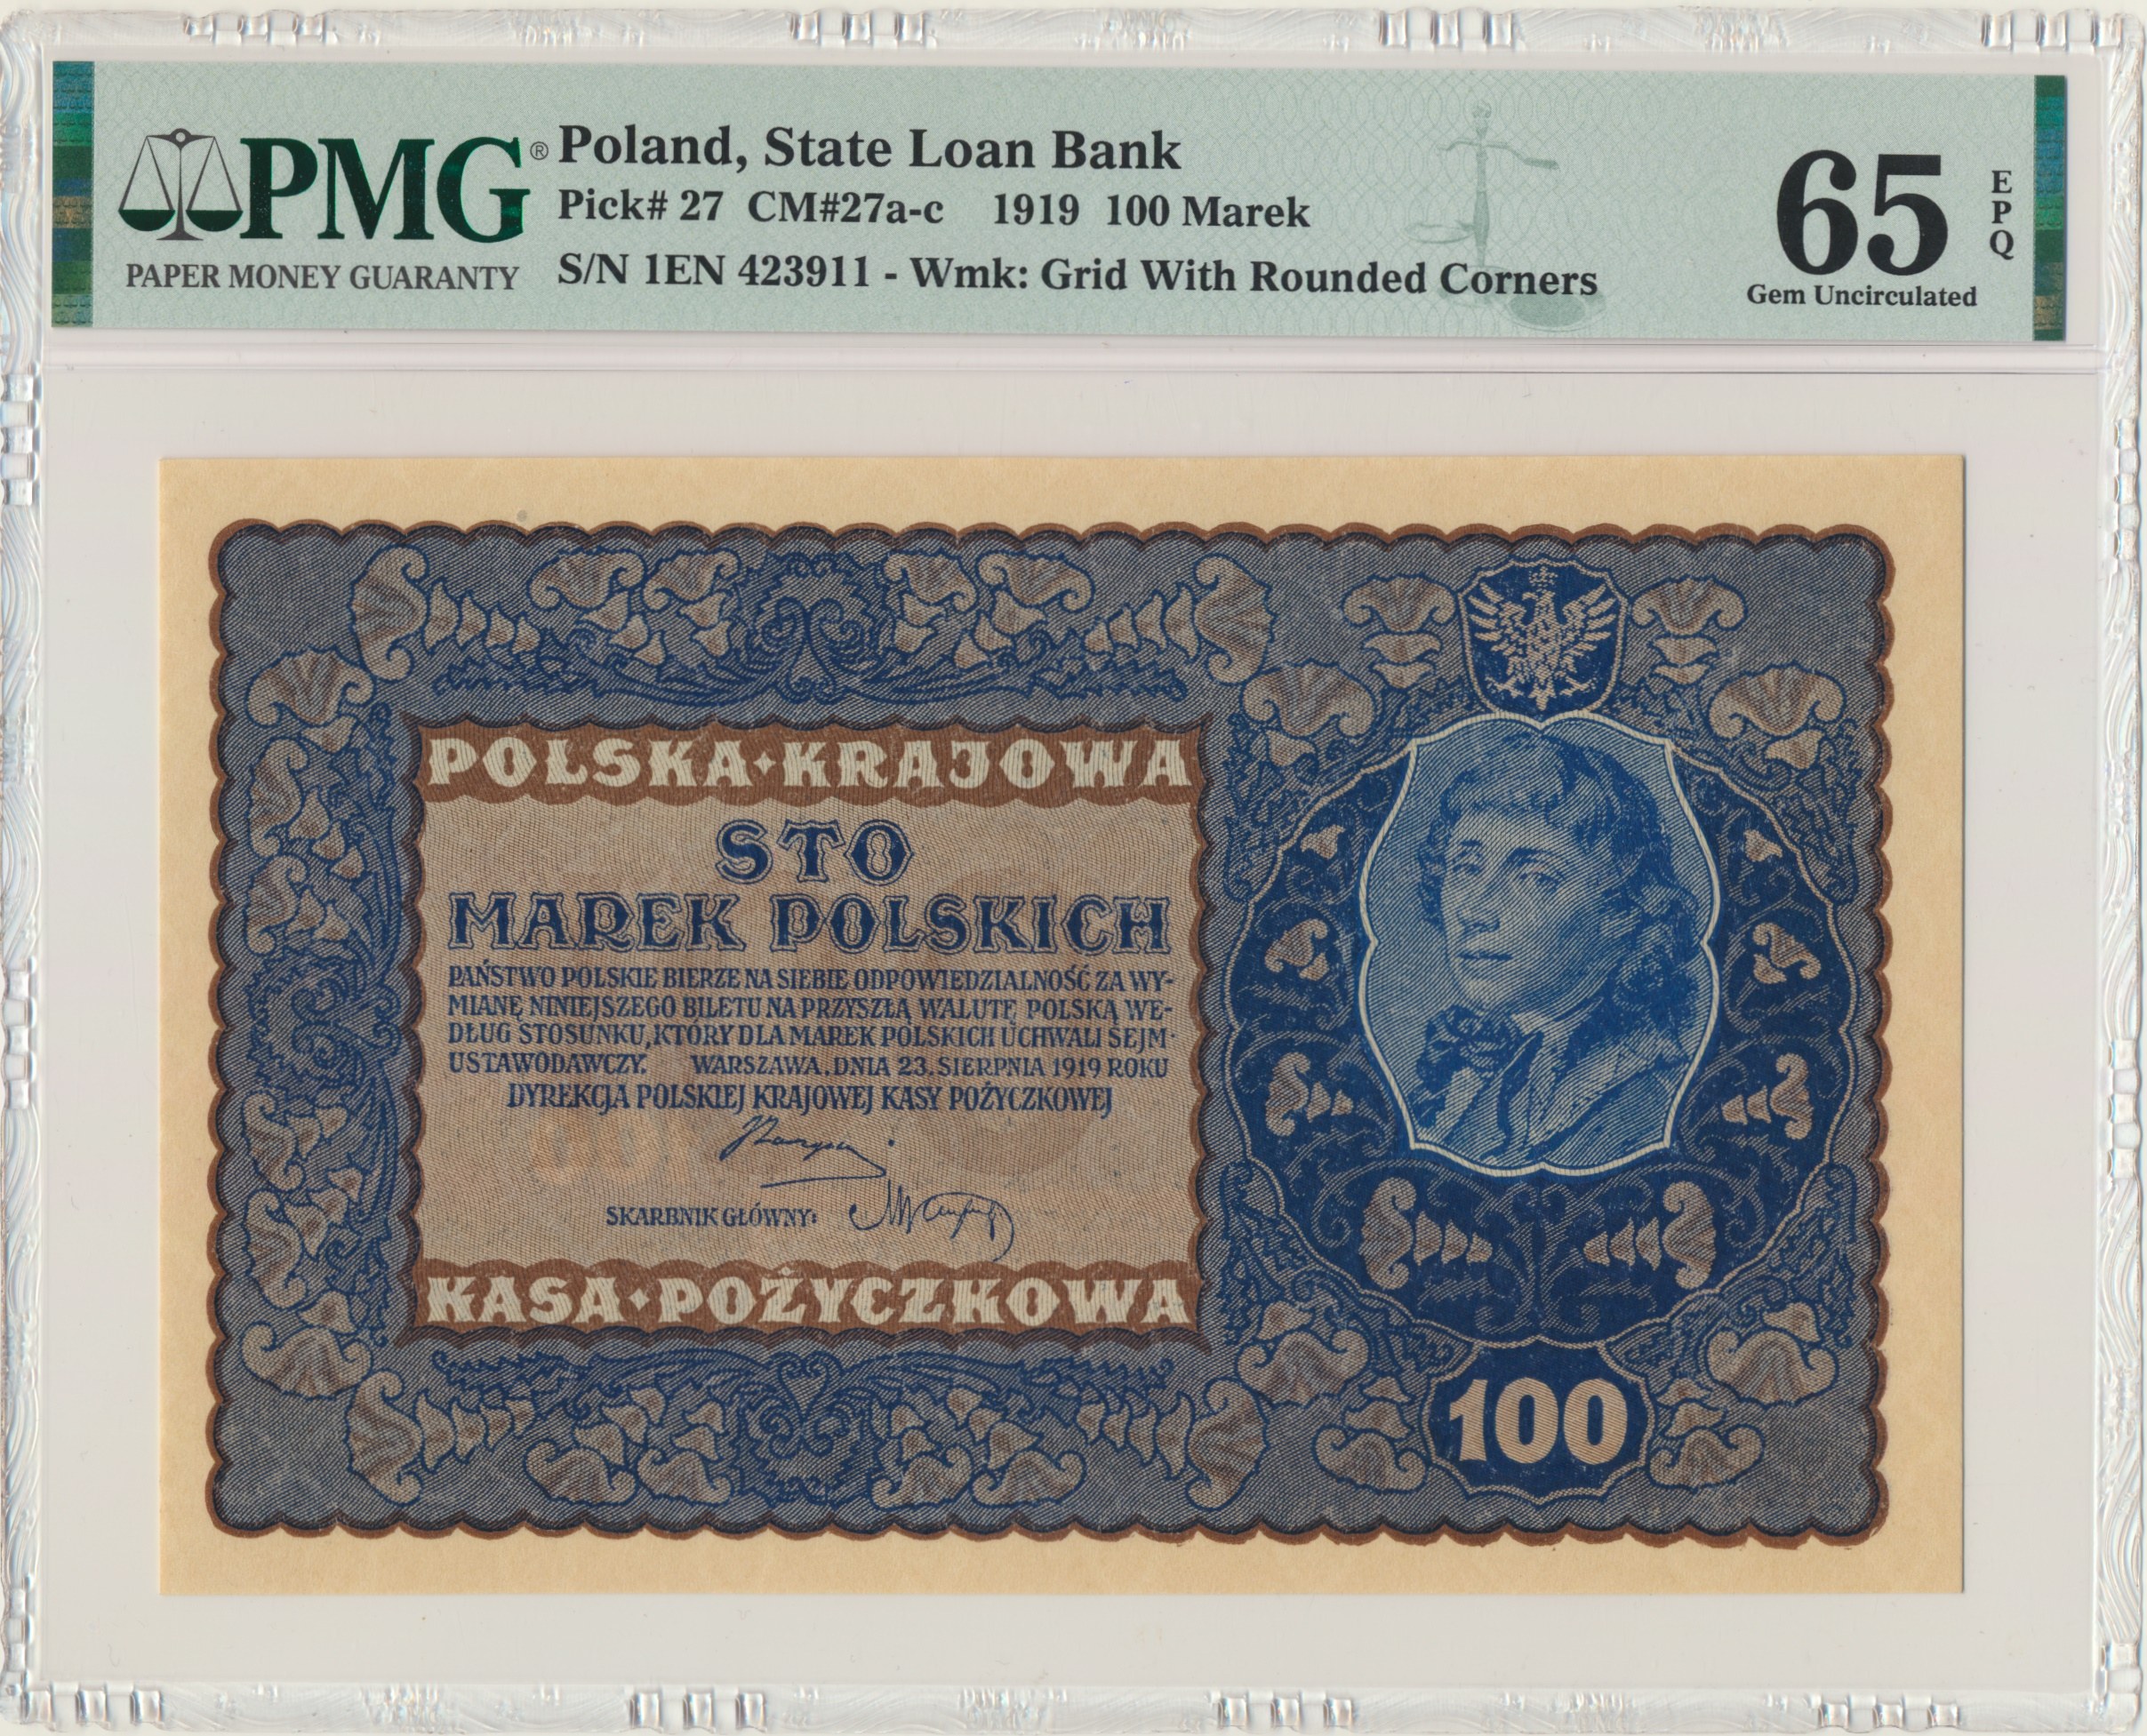 PMG®
PAPER MONEY GUARANTY
Poland, State Loan Bank
Pick# 27 CM#27a-c 1919 100 Marek
S/N 1EN 423911 - Wmk: Grid With Rounded Corners
65
EPQ
Gem Uncirculated
POLSKA·KRAJOWA
STO
MAREK POLSKICH
PAŃSTWO POLSKIE BIERZE NA SIEBIE ODPOWIEDZIALNOŚĆ ZA WY-
MIANĘ NINIEJSZEGO BILETU NA PRZYSZŁĄ WALUTĘ POLSKĄ WE-
DŁUG STOSUNKU, KTÓRY DLA MAREK POLSKICH UCHWALI SEJM
USTAWODAWCZY. WARSZAWA, DNIA 23. SIERPNIA 1919 ROKU
DYREKCJA POLSKIEJ KRAJOWEJ KASY POŻYCZKOWEJ
SKARBNIK GŁÓWNY:
KASA·POŻYCZKOWA
100